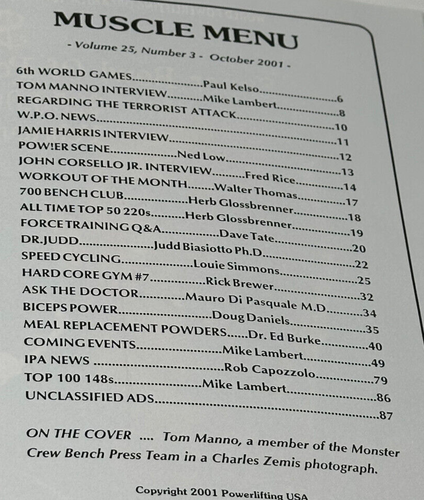 MUSCLE MENU
- Volume 25, Number 3 - October 2001 -
6th WORLD GAMES....................Paul Kelso......................6
TOM MANNO INTERVIEW..........Mike Lambert................8
REGARDING THE TERRORIST ATTACK..........................10
W.P.O. NEWS..............................................................11
JAMIE HARRIS INTERVIEW..............................................12
POW!ER SCENE...................Ned Low..........................13
JOHN CORSELLO JR. INTERVIEW........Fred Rice.............14
WORKOUT OF THE MONTH.......Walter Thomas............17
700 BENCH CLUB.................Herb Glossbrenner.............18
ALL TIME TOP 50 220s.........Herb Glossbrenner..............19
FORCE TRAINING Q&A...............Dave Tate...................20
DR.JUDD....................Judd Biasiotto Ph.D....................22
SPEED CYCLING...................Louie Simmons..................25
HARD CORE GYM #7...............Rick Brewer....................32
ASK THE DOCTOR...........Mauro Di Pasquale M.D.........34
BICEPS POWER.......................Doug Daniels..................35
MEAL REPLACEMENT POWDERS......Dr. Ed Burke...........40
COMING EVENTS.....................Mike Lambert................49
IPA NEWS ..............................Rob Capozzolo.............79
TOP 100 148s.....................Mike Lambert....................86
UNCLASSIFIED ADS........................................................87
ON THE COVER .... Tom Manno, a member of the Monster
Crew Bench Press Team in a Charles Zemis photograph.
Copyright 2001 Powerlifting USA